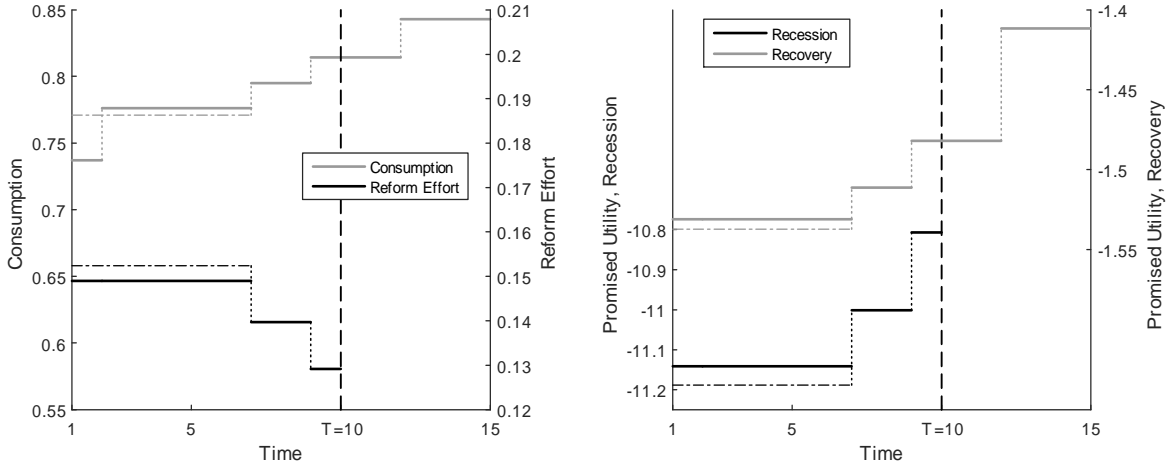 0.85
0.8
0.75
0.7
0.65
0.6
0.55
Consumption
0.21
0.2
0.19
0.18
0.17
0.16
0.15
0.14
0.13
0.12
Reform Effort
Consumption
Reform Effort
1
5
T=10
15
Time
Recession
Recovery
-10.8
-10.9
-11
-11.1
-11.2
Promised Utility, Recession
-1.4
-1.45
-1.5
-1.55
Promised Utility, Recovery
1
5
T=10
15
Time